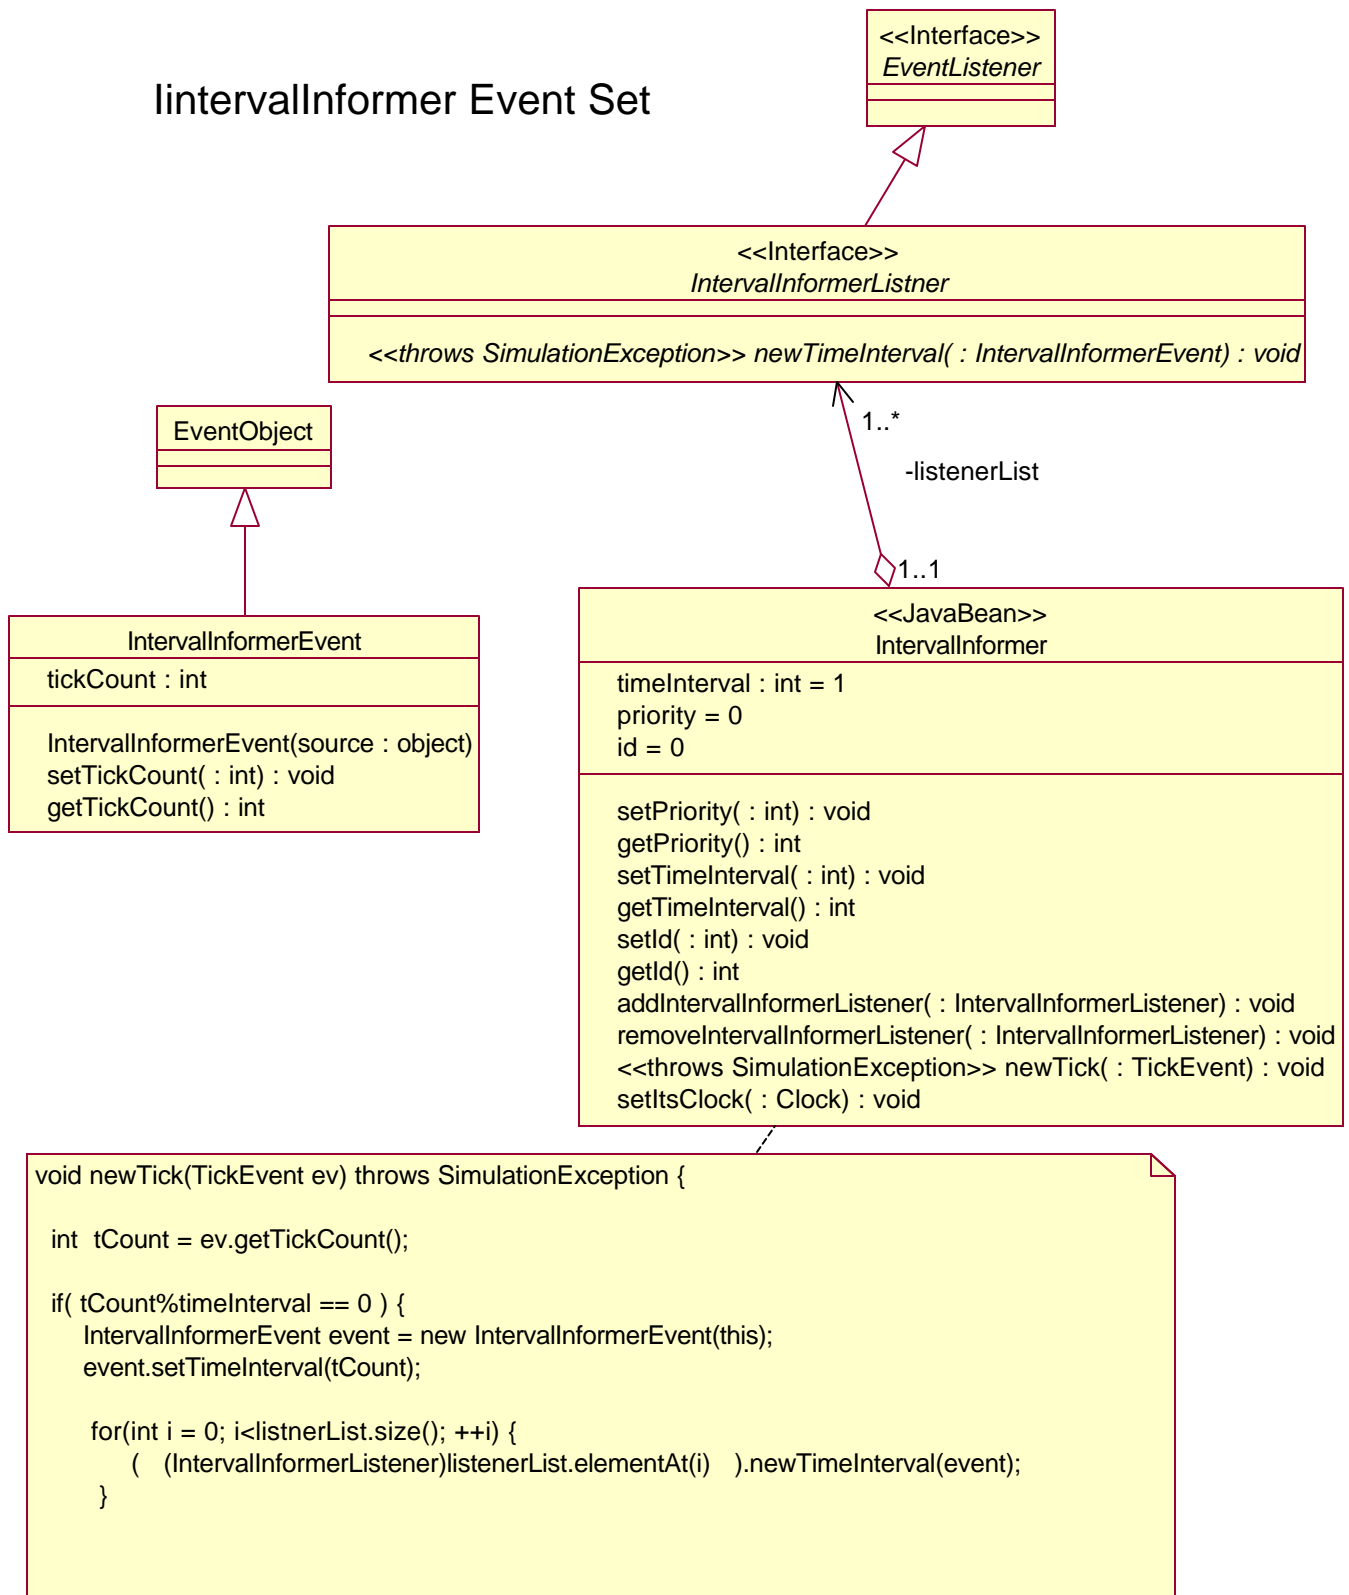 <<Interface>>
EventListener
IintervalInformer Event Set
<<Interface>>
IntervalInformerListner
<<throws SimulationException>> newTimeInterval( : IntervalInformerEvent) : void
1..*
-listenerList
1..1
EventObject
IntervalInformerEvent
tickCount : int
IntervalInformerEvent(source : object)
setTickCount( : int) : void
getTickCount() : int
<<JavaBean>>
IntervalInformer
timeInterval : int = 1
priority = 0
id = 0
setPriority( : int) : void
getPriority() : int
setTimeInterval( : int) : void
getTimeInterval() : int
setId( : int) : void
getId() : int
addIntervalInformerListener( : IntervalInformerListener) : void
removeIntervalInformerListener( : IntervalInformerListener) : void
<<throws SimulationException>> newTick( : TickEvent) : void
setItsClock( : Clock) : void
void newTick(TickEvent ev) throws SimulationException {
int tCount = ev.getTickCount();
if( tCount%timeInterval == 0 ) {
IntervalInformerEvent event = new IntervalInformerEvent(this);
event.setTimeInterval(tCount);
for(int i = 0; i<listnerList.size(); ++i) {
( (IntervalInformerListener)listenerList.elementAt(i) ).newTimeInterval(event);
}